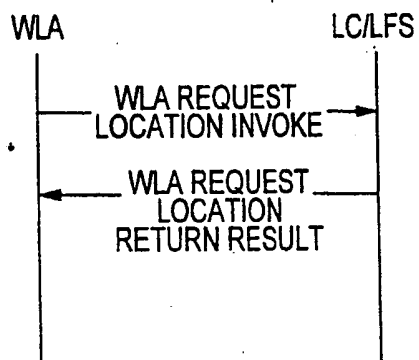 WLA
LC/LFS
WLA REQUEST
LOCATION INVOKE
WLA REQUEST
LOCATION
RETURN RESULT